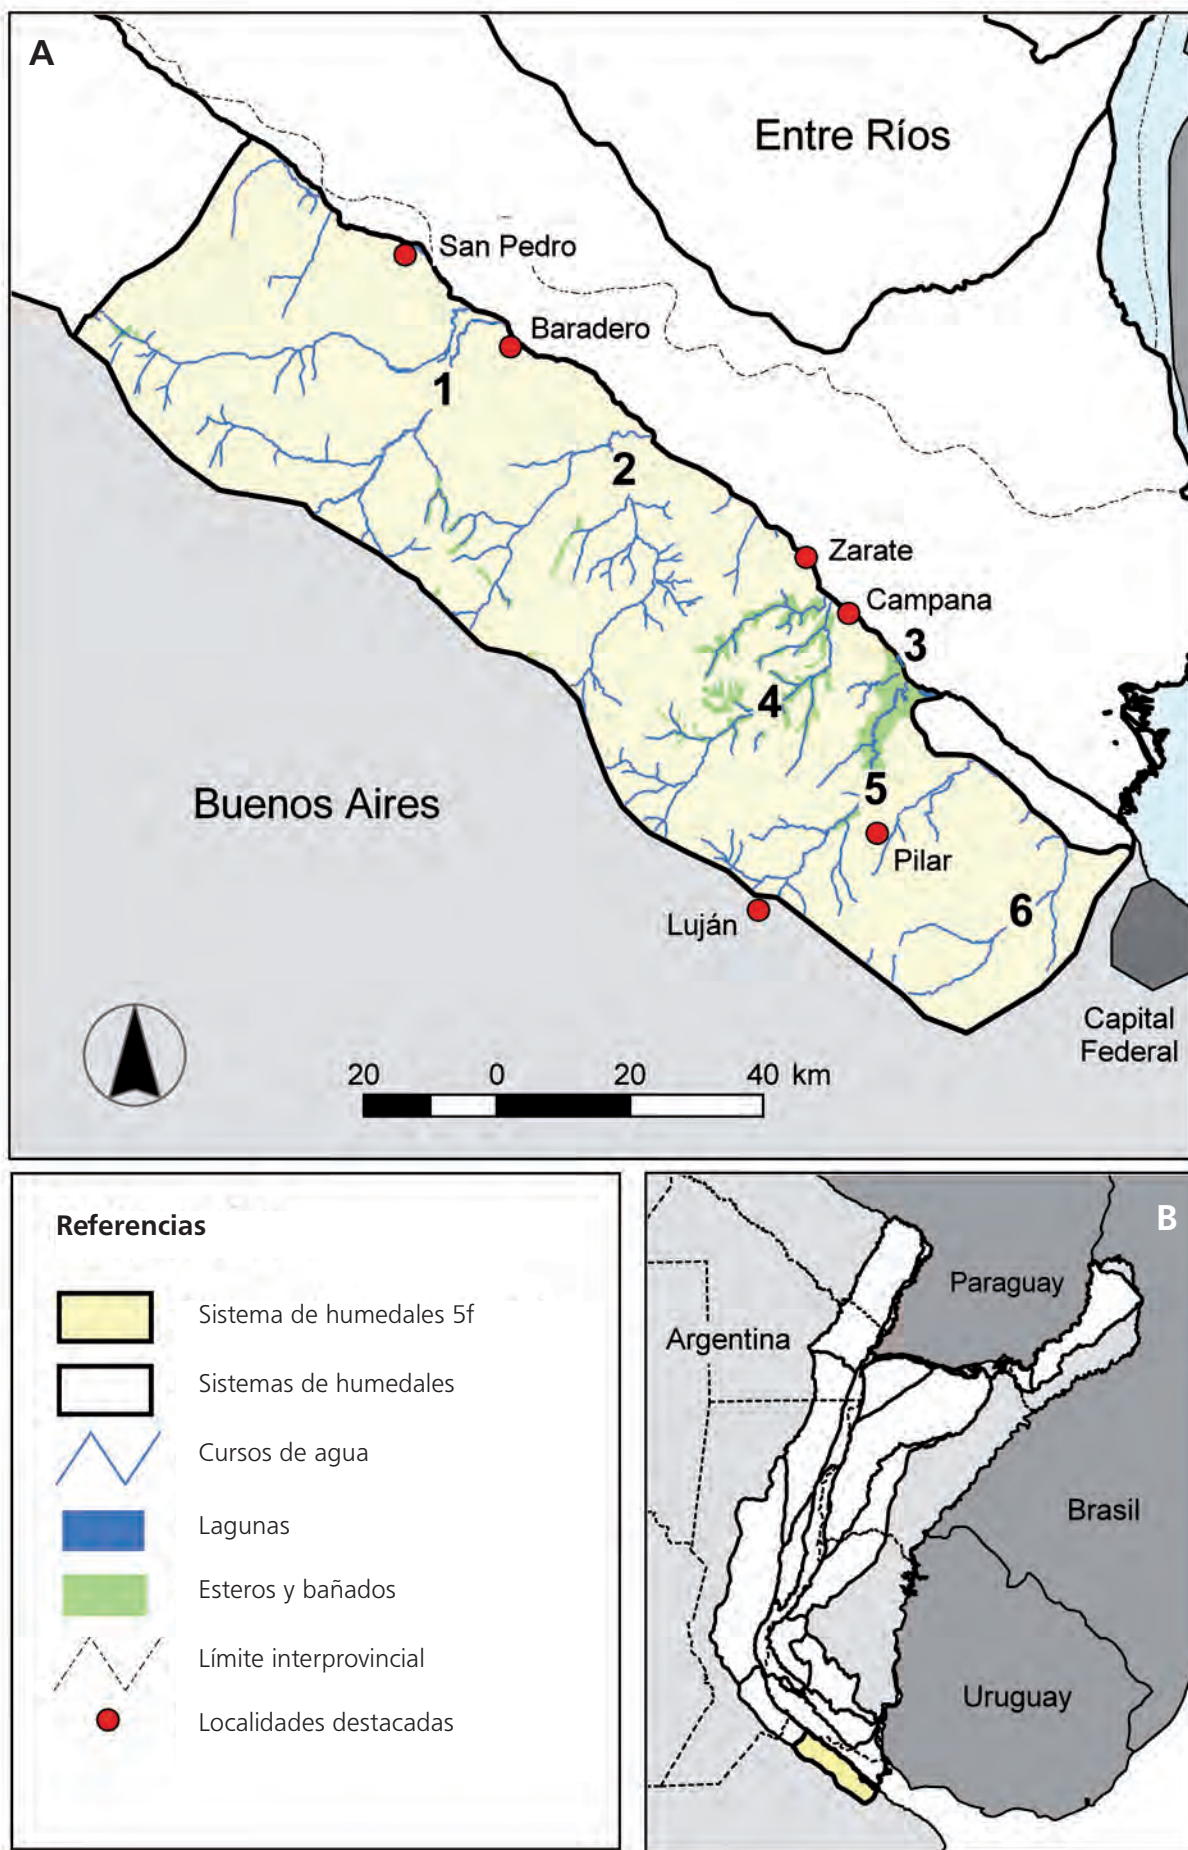 A
Entre Ríos
San Pedro
Baradero
1
2
Zarate
Campana
3
4
5
Buenos Aires
Pilar
6
Luján
Capital
Federal
20 0 20 40 km
Referencias
Sistema de humedales 5f
Sistemas de humedales
Cursos de agua
Lagunas
Esteros y bañados
Límite interprovincial
Localidades destacadas
B
Paraguay
Argentina
Brasil
Uruguay